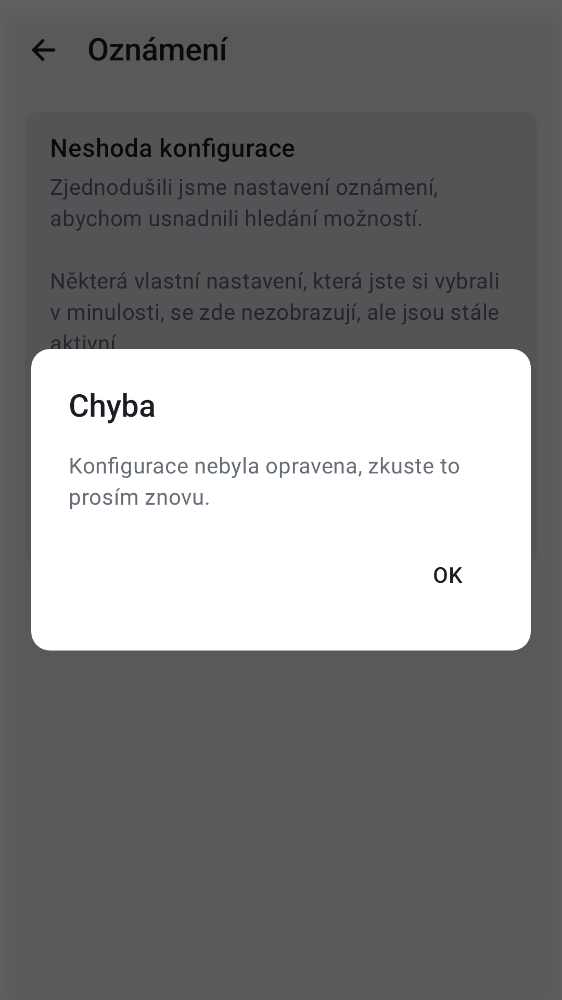 Oznámení
Neshoda konfigurace
Zjednodušili jsme nastavení oznámení,
abychom usnadnili hledání možností.
Některá vlastní nastavení, která jste si vybrali
v minulosti, se zde nezobrazují, ale jsou stále
aktivní
Chyba
Konfigurace nebyla opravena, zkuste to
prosím znovu.
OK